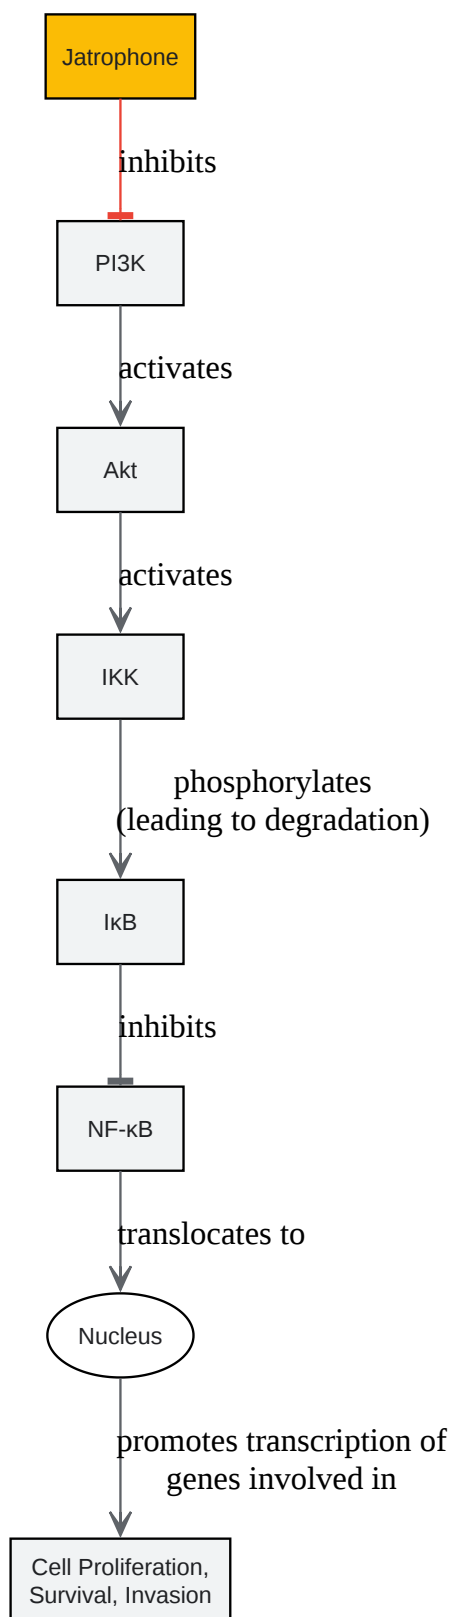 Jatrophone
inhibits
PI3K
activates
Akt
activates
IKK
phosphorylates
(leading to degradation)
IκB
inhibits
NF-κB
translocates to
Nucleus
promotes transcription of
genes involved in
Cell Proliferation,
Survival, Invasion